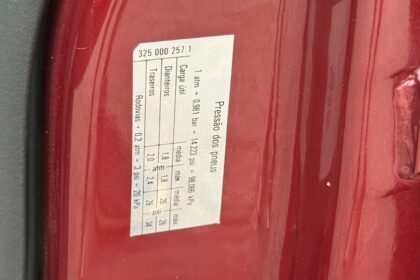 325 000 257.1
Pressão dos pneus
1 atm = 0,981 bar = 14,223 psi = 98,066 kPa
Carga útil média máx. média máx.
Dianteiros 1,8 1,8 26 26
Traseiros 2,0 2,4 29 34
Rodovias + 0,2 atm = 3 psi = 20 kPa